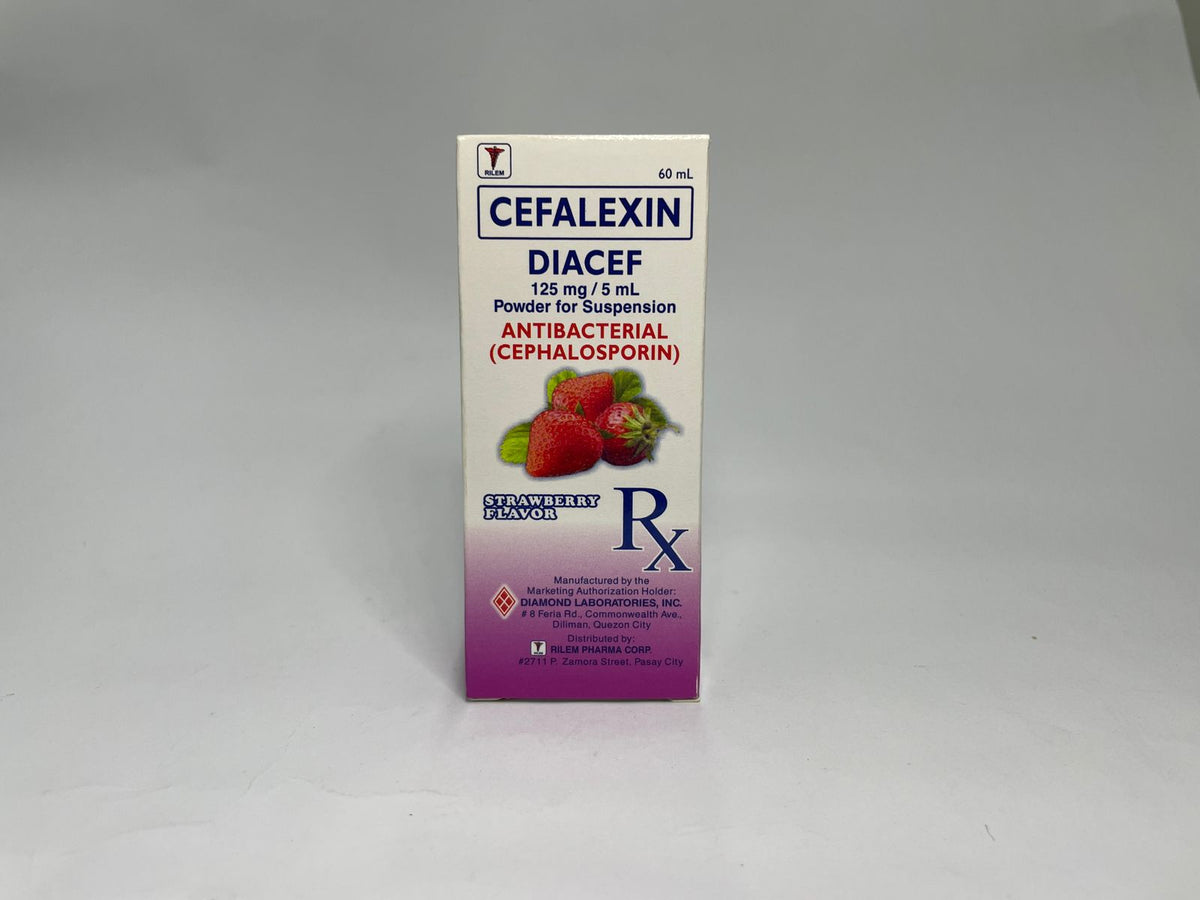 RILEM
60 mL
CEFALEXIN
DIACEF
125 mg / 5 mL
Powder for Suspension
ANTIBACTERIAL
(CEPHALOSPORIN)
STRAWBERRY
FLAVOR
Rx
Manufactured by the
Marketing Authorization Holder:
DIAMOND LABORATORIES, INC.
# 8 Feria Rd., Commonwealth Ave.,
Diliman, Quezon City
Distributed by:
RILEM
RILEM PHARMA CORP.
#2711 P. Zamora Street, Pasay City